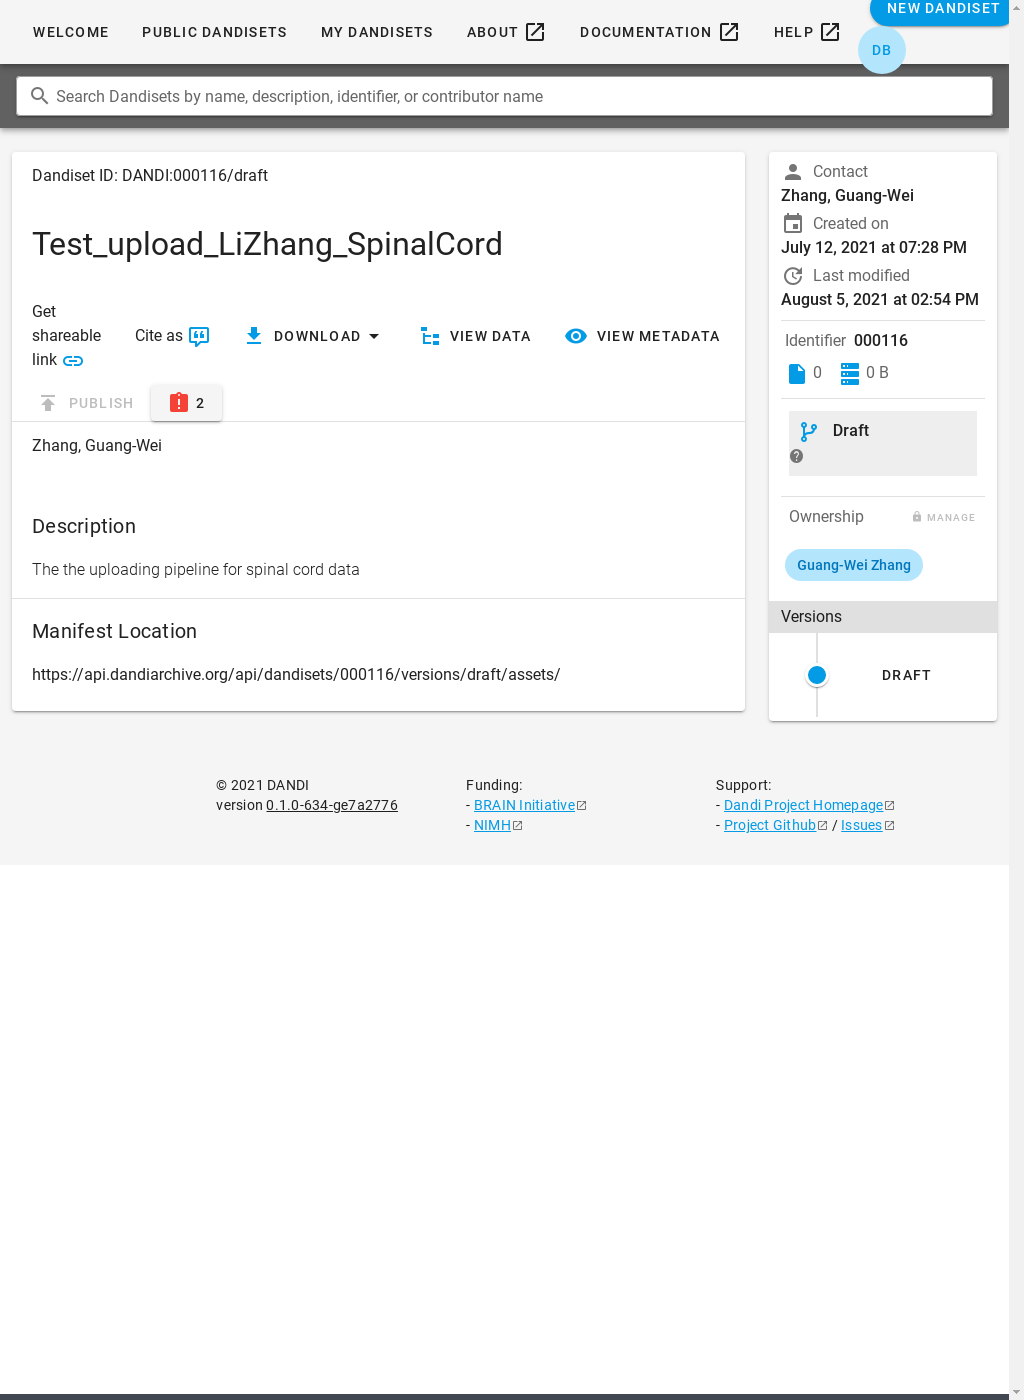 WELCOME
PUBLIC DANDISETS
MY DANDISETS
ABOUT
DOCUMENTATION
HELP
NEW DANDISET
DB
Search Dandisets by name, description, identifier, or contributor name
Dandiset ID: DANDI:000116/draft
Test_upload_LiZhang_SpinalCord
Get
shareable
link
Cite as
DOWNLOAD
VIEW DATA
VIEW METADATA
PUBLISH
2
Zhang, Guang-Wei
Description
The the uploading pipeline for spinal cord data
Manifest Location
https://api.dandiarchive.org/api/dandisets/000116/versions/draft/assets/
Contact
Zhang, Guang-Wei
Created on
July 12, 2021 at 07:28 PM
Last modified
August 5, 2021 at 02:54 PM
Identifier 000116
0
0 B
Draft
Ownership
MANAGE
Guang-Wei Zhang
Versions
DRAFT
© 2021 DANDI
version 0.1.0-634-ge7a2776
Funding:
- BRAIN Initiative
- NIMH
Support:
- Dandi Project Homepage
- Project Github / Issues